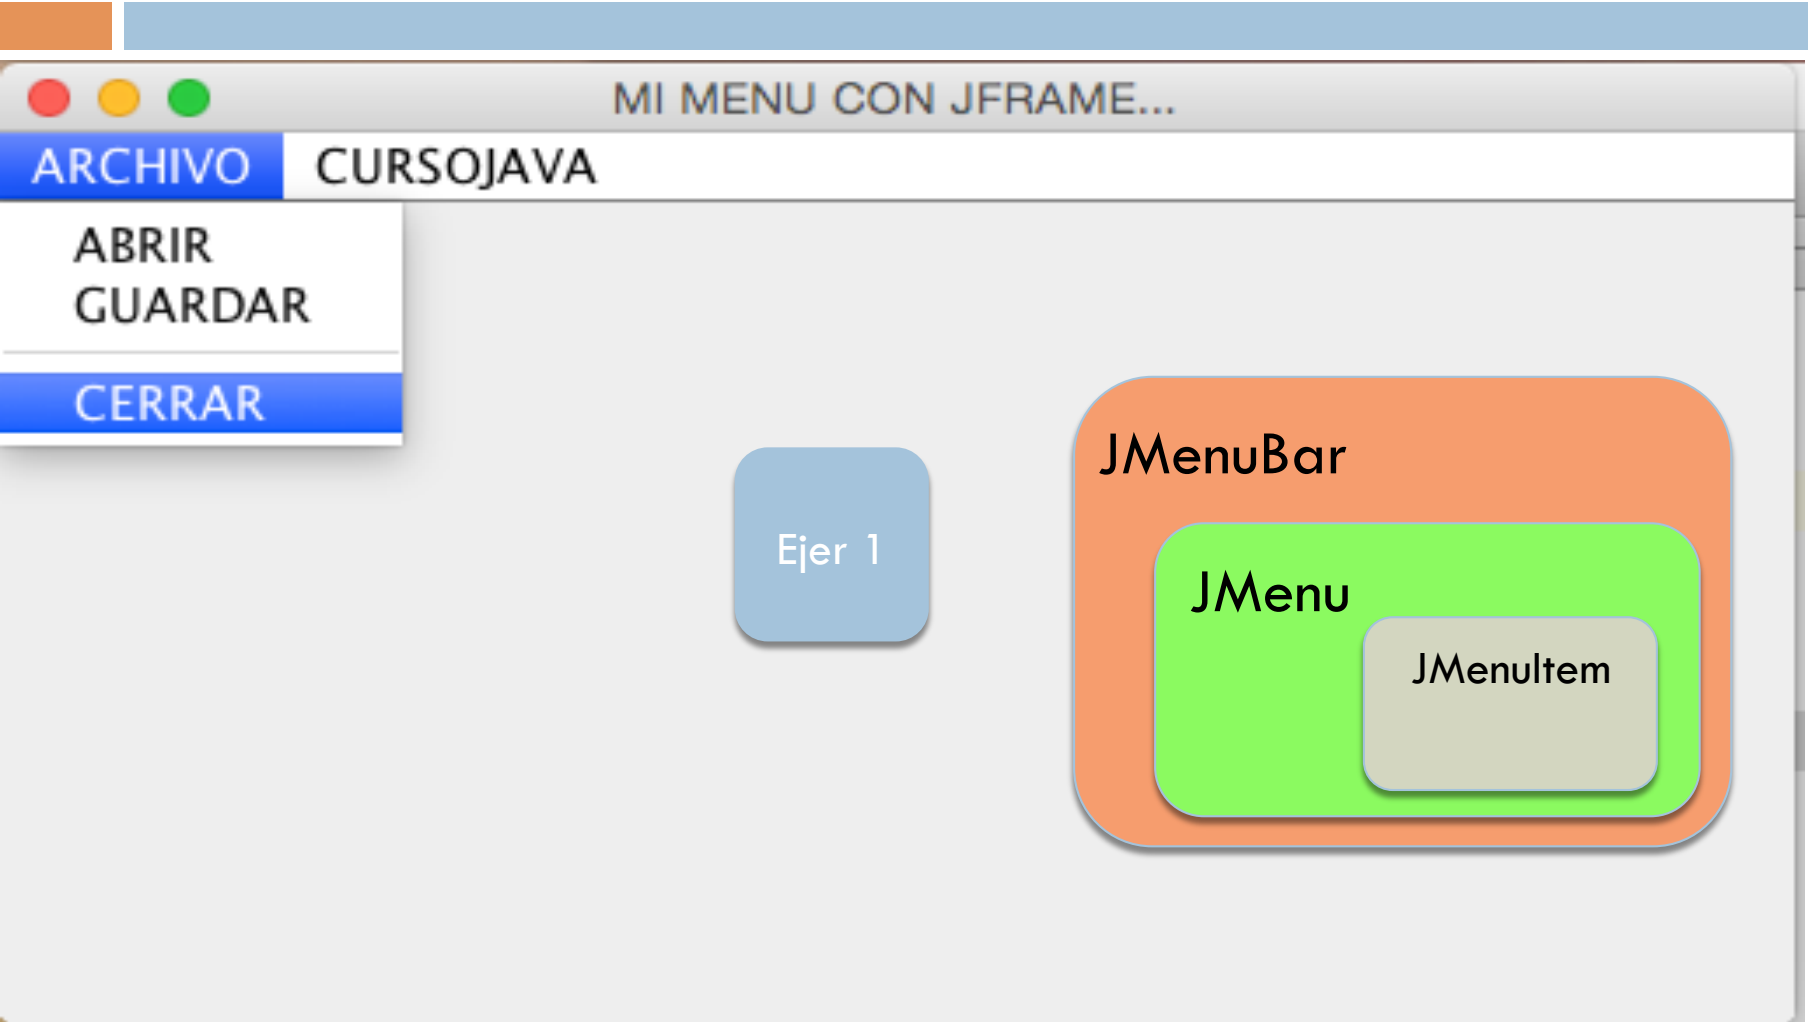 MI MENU CON JFRAME...
ARCHIVO CURSOJAVA
ABRIR
GUARDAR
CERRAR
Ejer 1
JMenuBar
JMenu
JMenuItem